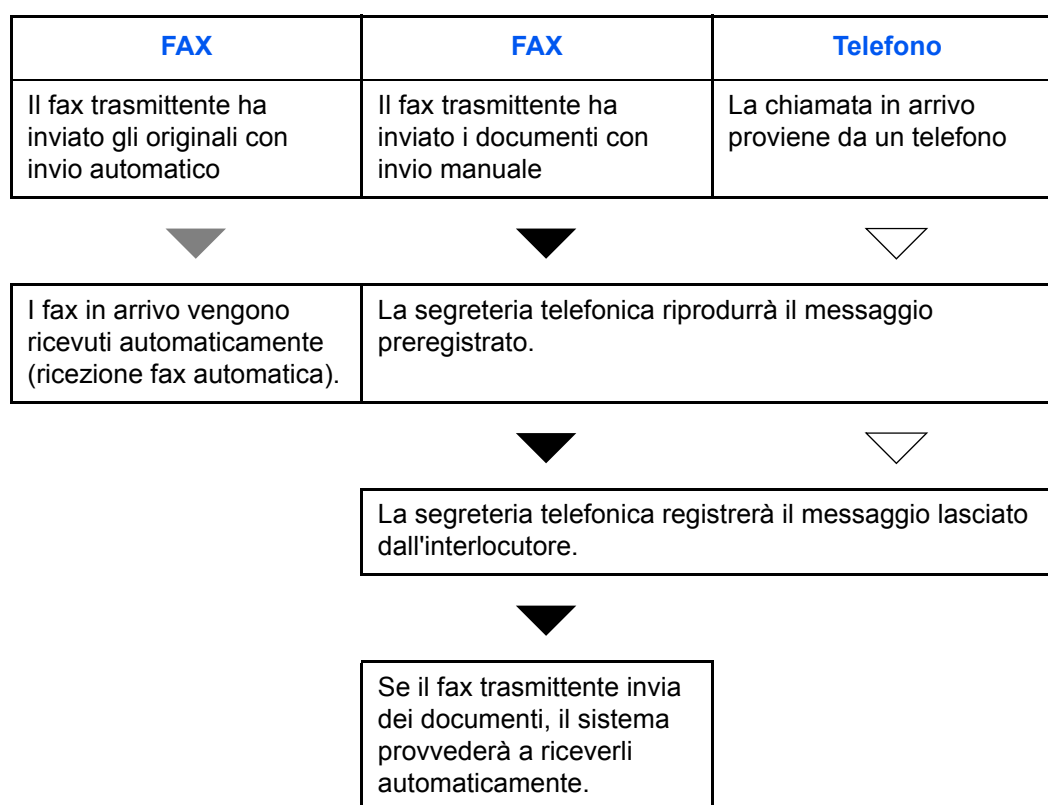 FAX
FAX
Telefono
Il fax trasmittente ha
inviato gli originali con
invio automatico
Il fax trasmittente ha
inviato i documenti con
invio manuale
La chiamata in arrivo
proviene da un telefono
I fax in arrivo vengono
ricevuti automaticamente
(ricezione fax automatica).
La segreteria telefonica riprodurrà il messaggio
preregistrato.
La segreteria telefonica registrerà il messaggio lasciato
dall'interlocutore.
Se il fax trasmittente invia
dei documenti, il sistema
provvederà a riceverli
automaticamente.